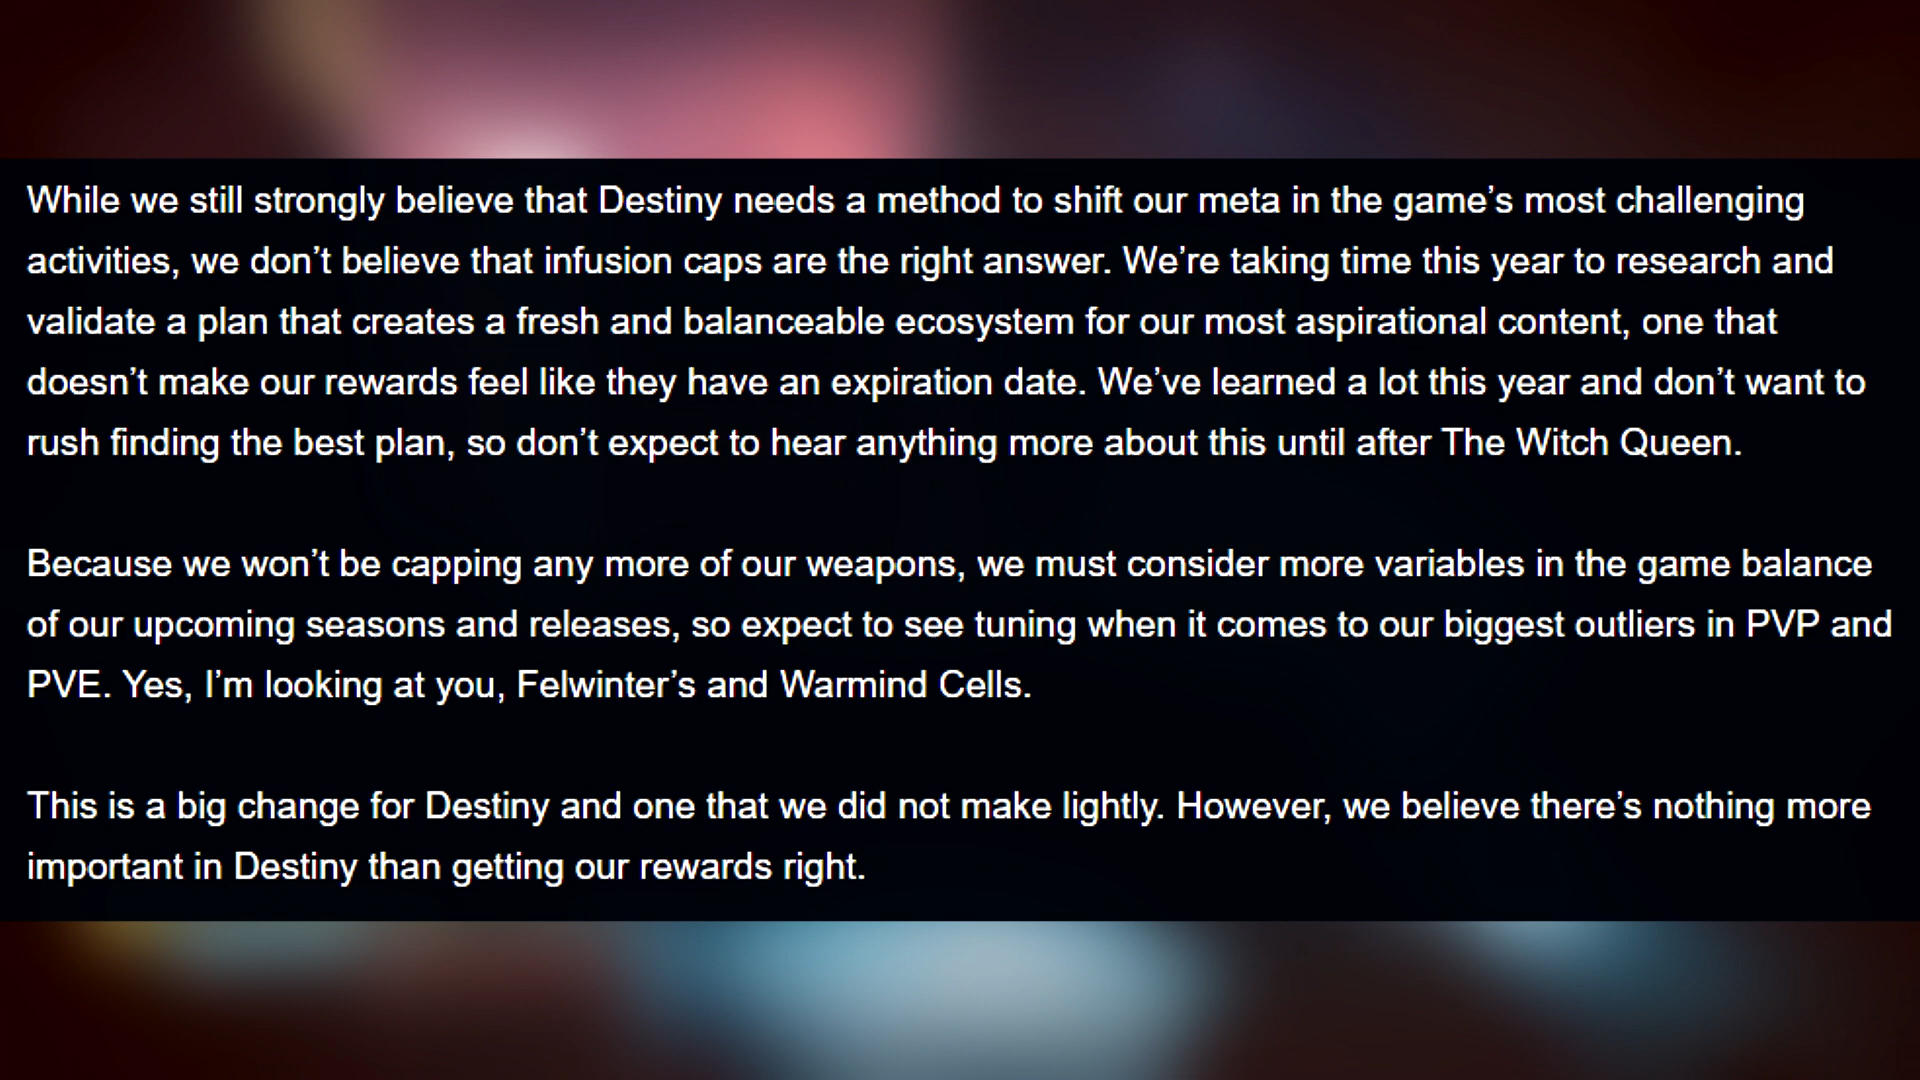 While we still strongly believe that Destiny needs a method to shift our meta in the game’s most challenging
activities, we don’t believe that infusion caps are the right answer. We’re taking time this year to research and
validate a plan that creates a fresh and balanceable ecosystem for our most aspirational content, one that
doesn’t make our rewards feel like they have an expiration date. We’ve learned a lot this year and don’t want to
rush finding the best plan, so don’t expect to hear anything more about this until after The Witch Queen.
Because we won’t be capping any more of our weapons, we must consider more variables in the game balance
of our upcoming seasons and releases, so expect to see tuning when it comes to our biggest outliers in PVP and
PVE. Yes, I’m looking at you, Felwinter’s and Warmind Cells.
This is a big change for Destiny and one that we did not make lightly. However, we believe there’s nothing more
important in Destiny than getting our rewards right.